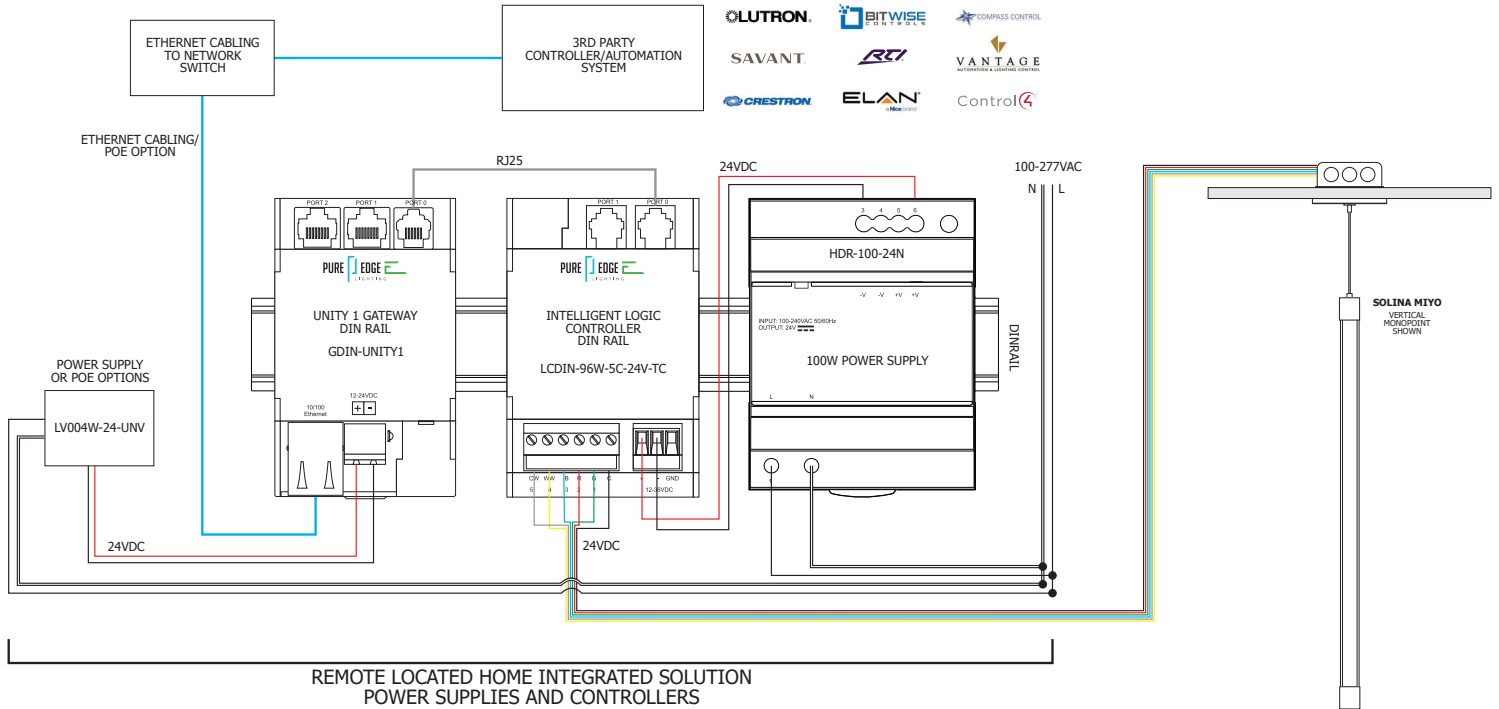 ETHERNET CABLING
TO NETWORK
SWITCH
3RD PARTY
CONTROLLER/AUTOMATION
SYSTEM
LUTRON.
BITWISE
CONTROLS
COMPASS CONTROL
SAVANT.
RTI
VANTAGE
AUTOMATION & LIGHTING CONTROL
CRESTRON.
ELAN
a Nice brand
Control4
ETHERNET CABLING/
POE OPTION
RJ25
24VDC
100-277VAC
N L
PORT 2 PORT 1 PORT 0
PURE EDGE
LIGHTING
UNITY 1 GATEWAY
DIN RAIL
GDIN-UNITY1
12-24VDC
+ -
10/100
Ethernet
PORT 1 PORT 0
PURE EDGE
LIGHTING
INTELLIGENT LOGIC
CONTROLLER
DIN RAIL
LCDIN-96W-5C-24V-TC
CW WW B R G C
5 4 3 2 1
+ - GND
12-36VDC
3 4 5 6
HDR-100-24N
-V -V +V +V
INPUT: 100-240VAC 50/60Hz
OUTPUT: 24V
100W POWER SUPPLY
L N
DINRAIL
SOLINA MIYO
VERTICAL
MONOPOINT
SHOWN
POWER SUPPLY
OR POE OPTIONS
LV004W-24-UNV
24VDC
24VDC
REMOTE LOCATED HOME INTEGRATED SOLUTION
POWER SUPPLIES AND CONTROLLERS